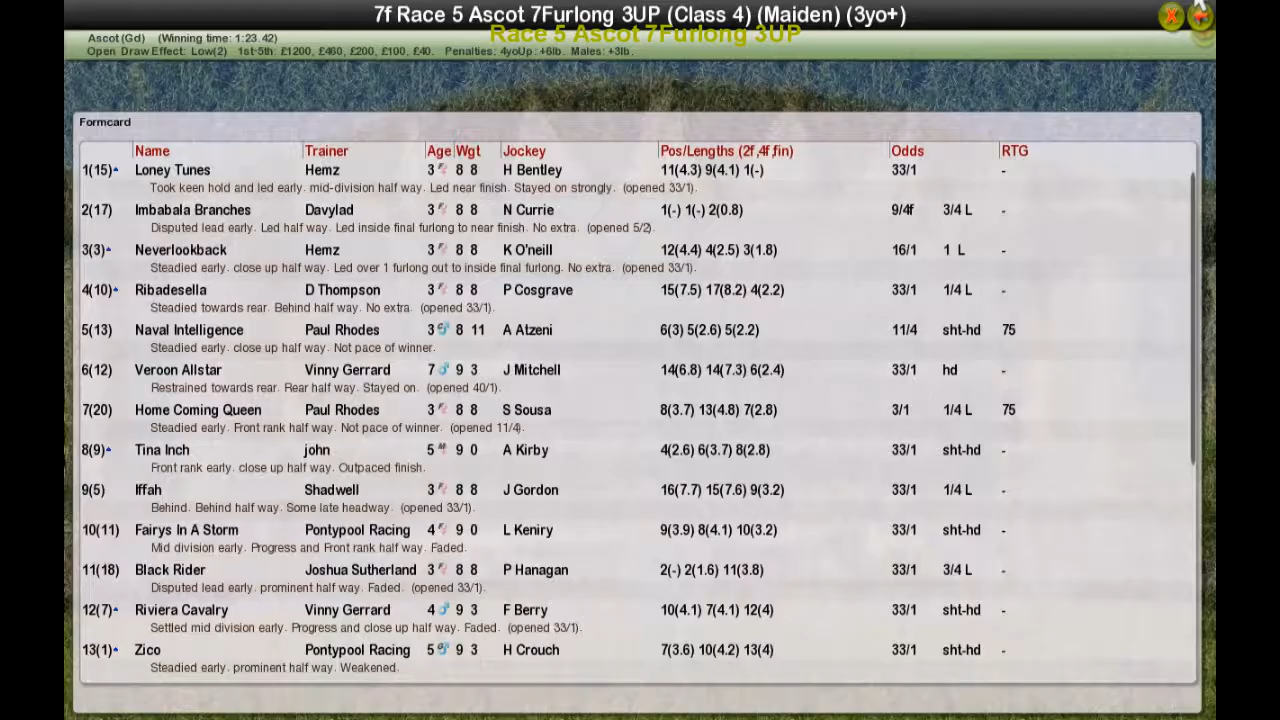 7f Race 5 Ascot 7Furlong 3UP (Class 4) (Maiden) (3yo+)
Race 5 Ascot 7Furlong 3UP
Ascot(Gd) (Winning time: 1:23.42)
Open Draw Effect: Low(2) 1st-5th: £1200, £460, £200, £100, £40. Penalties: 4yoUp: +6lb. Males: +3lb.
Formcard
Name Trainer Age Wgt Jockey Pos/Lengths (2f,4f,fin) Odds RTG
1(15) Loney Tunes Hemz 3 8 8 H Bentley 11(4.3) 9(4.1) 1(-) 33/1 -
Took keen hold and led early. mid-division half way. Led near finish. Stayed on strongly. (opened 33/1).
2(17) Imbabala Branches Davylad 3 8 8 N Currie 1(-) 1(-) 2(0.8) 9/4f 3/4 L -
Disputed lead early. Led half way. Led inside final furlong to near finish. No extra. (opened 5/2).
3(3) Neverlookback Hemz 3 8 8 K O'neill 12(4.4) 4(2.5) 3(1.8) 16/1 1 L -
Steadied early. close up half way. Led over 1 furlong out to inside final furlong. No extra. (opened 33/1).
4(10) Ribadesella D Thompson 3 8 8 P Cosgrave 15(7.5) 17(8.2) 4(2.2) 33/1 1/4 L -
Steadied towards rear. Behind half way. No extra. (opened 33/1).
5(13) Naval Intelligence Paul Rhodes 3 8 11 A Atzeni 6(3) 5(2.6) 5(2.2) 11/4 sht-hd 75
Steadied early. close up half way. Not pace of winner.
6(12) Veroon Allstar Vinny Gerrard 7 9 3 J Mitchell 14(6.8) 14(7.3) 6(2.4) 33/1 hd -
Restrained towards rear. Rear half way. Stayed on. (opened 40/1).
7(20) Home Coming Queen Paul Rhodes 3 8 8 S Sousa 8(3.7) 13(4.8) 7(2.8) 3/1 1/4 L 75
Steadied early. Front rank half way. Not pace of winner. (opened 11/4).
8(9) Tina Inch john 5 9 0 A Kirby 4(2.6) 6(3.7) 8(2.8) 33/1 sht-hd -
Front rank early. close up half way. Outpaced finish.
9(5) Iffah Shadwell 3 8 8 J Gordon 16(7.7) 15(7.6) 9(3.2) 33/1 1/4 L -
Behind. Behind half way. Some late headway. (opened 33/1).
10(11) Fairys In A Storm Pontypool Racing 4 9 0 L Keniry 9(3.9) 8(4.1) 10(3.2) 33/1 sht-hd -
Mid division early. Progress and Front rank half way. Faded.
11(18) Black Rider Joshua Sutherland 3 8 8 P Hanagan 2(-) 2(1.6) 11(3.8) 33/1 3/4 L -
Disputed lead early. prominent half way. Faded. (opened 33/1).
12(7) Riviera Cavalry Vinny Gerrard 4 9 3 F Berry 10(4.1) 7(4.1) 12(4) 33/1 sht-hd -
Settled mid division early. Progress and close up half way. Faded. (opened 33/1).
13(1) Zico Pontypool Racing 5 9 3 H Crouch 7(3.6) 10(4.2) 13(4) 33/1 sht-hd -
Steadied early. prominent half way. Weakened.